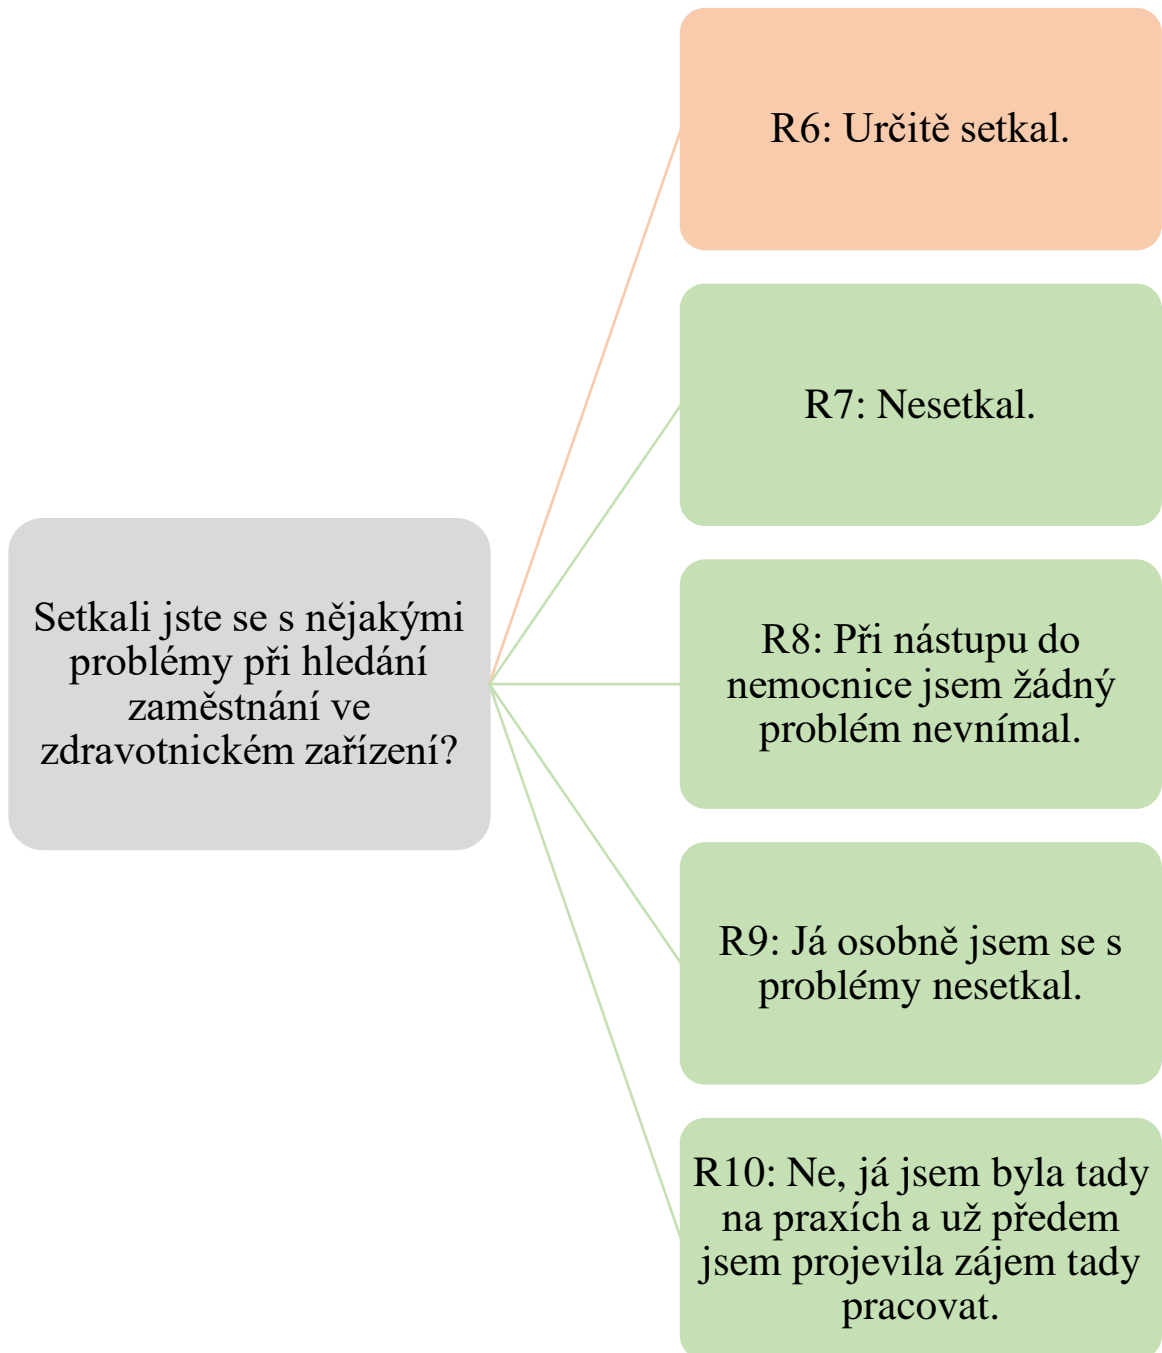 Setkali jste se s nějakými
problémy při hledání
zaměstnání ve
zdravotnickém zařízení?
R6: Určitě setkal.
R7: Nesetkal.
R8: Při nástupu do
nemocnice jsem žádný
problém nevnímal.
R9: Já osobně jsem se s
problémy nesetkal.
R10: Ne, já jsem byla tady
na praxích a už předem
jsem projevila zájem tady
pracovat.